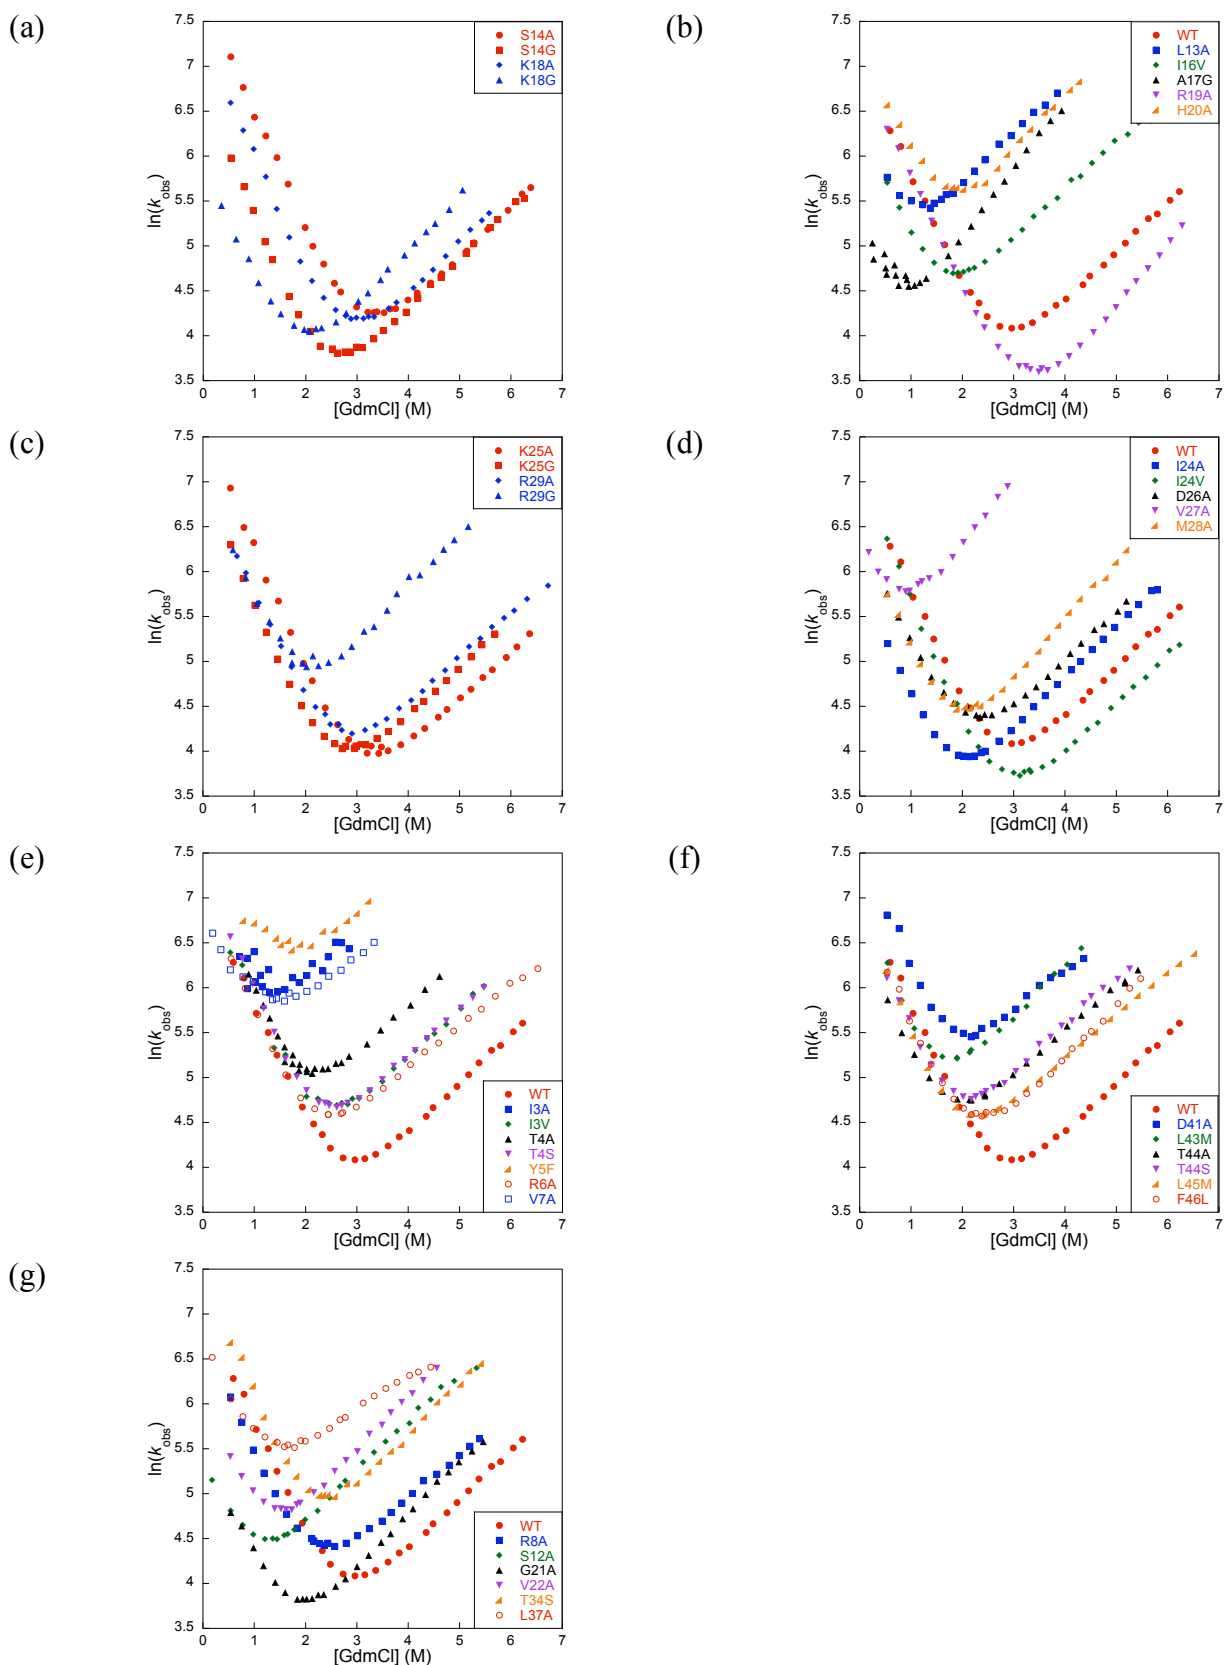 (a)
7.5
7
6.5
6
5.5
5
4.5
4
3.5
ln(kobs)
0 1 2 3 4 5 6 7
[GdmCl] (M)
S14A
S14G
K18A
K18G
(b)
7.5
7
6.5
6
5.5
5
4.5
4
3.5
ln(kobs)
0 1 2 3 4 5 6 7
[GdmCl] (M)
WT
L13A
I16V
A17G
R19A
H20A
(c)
7.5
7
6.5
6
5.5
5
4.5
4
3.5
ln(kobs)
0 1 2 3 4 5 6 7
[GdmCl] (M)
K25A
K25G
R29A
R29G
(d)
7.5
7
6.5
6
5.5
5
4.5
4
3.5
ln(kobs)
0 1 2 3 4 5 6 7
[GdmCl] (M)
WT
I24A
I24V
D26A
V27A
M28A
(e)
7.5
7
6.5
6
5.5
5
4.5
4
3.5
ln(kobs)
0 1 2 3 4 5 6 7
[GdmCl] (M)
WT
I3A
I3V
T4A
T4S
Y5F
R6A
V7A
(f)
7.5
7
6.5
6
5.5
5
4.5
4
3.5
ln(kobs)
0 1 2 3 4 5 6 7
[GdmCl] (M)
WT
D41A
L43M
T44A
T44S
L45M
F46L
(g)
7.5
7
6.5
6
5.5
5
4.5
4
3.5
ln(kobs)
0 1 2 3 4 5 6 7
[GdmCl] (M)
WT
R8A
S12A
G21A
V22A
T34S
L37A